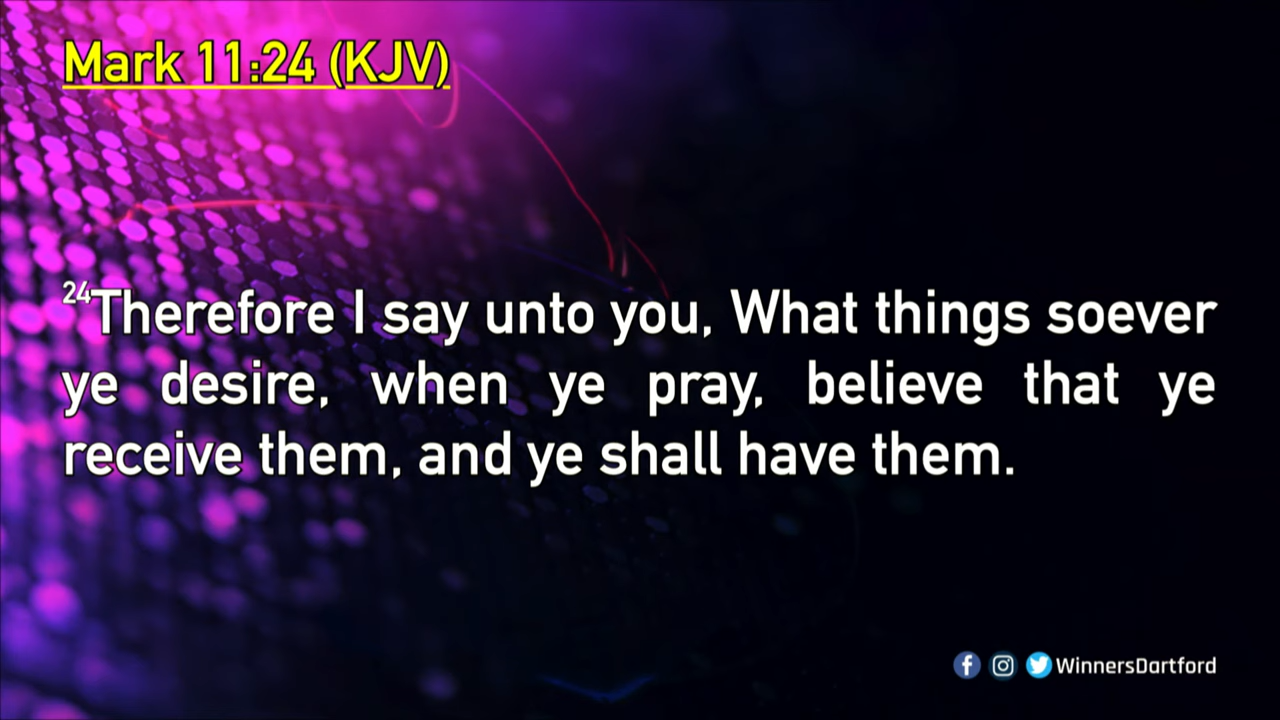 Mark 11:24 (KJV)
24Therefore I say unto you, What things soever
ye desire, when ye pray, believe that ye
receive them, and ye shall have them.
WinnersDartford